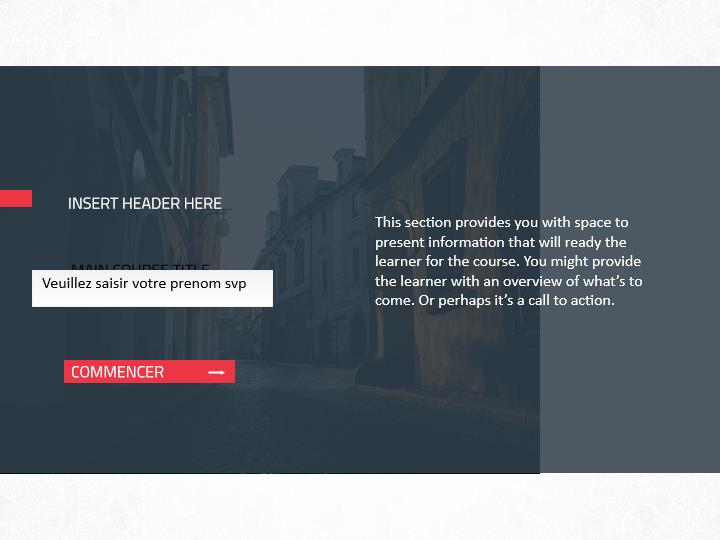 INSERT HEADER HERE
MAIN COURSE TITLE
Veuillez saisir votre prenom svp
COMMENCER
This section provides you with space to
present information that will ready the
learner for the course. You might provide
the learner with an overview of what’s to
come. Or perhaps it’s a call to action.